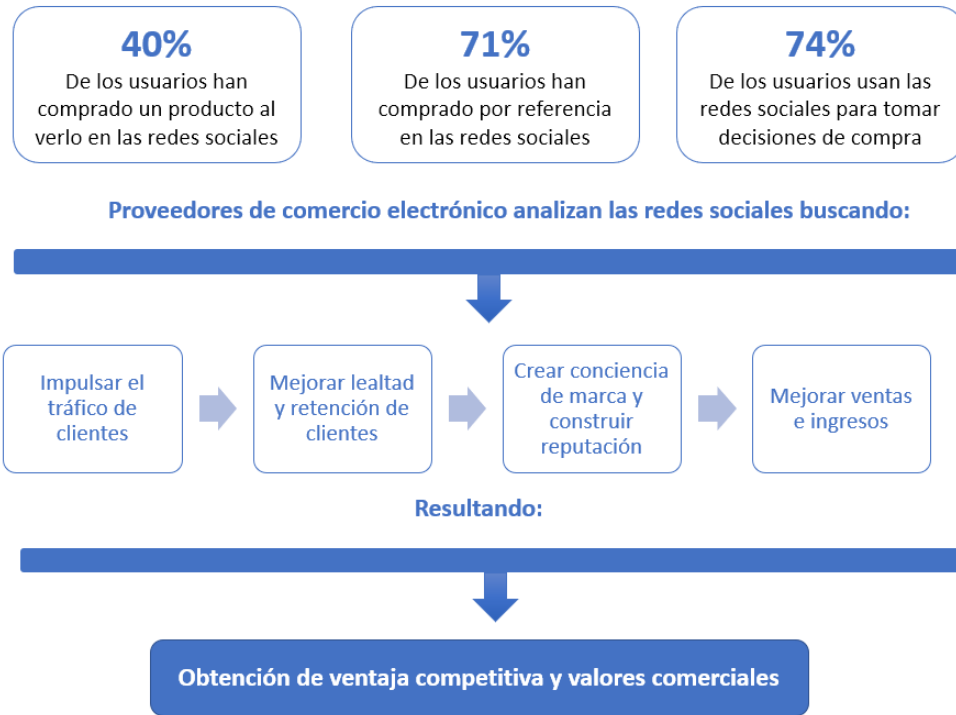 40%
De los usuarios han
comprado un producto al
verlo en las redes sociales
71%
De los usuarios han
comprado por referencia
en las redes sociales
74%
De los usuarios usan las
redes sociales para tomar
decisiones de compra
Proveedores de comercio electrónico analizan las redes sociales buscando:
Impulsar el
tráfico de
clientes
Mejorar lealtad
y retención de
clientes
Crear conciencia
de marca y
construir
reputación
Mejorar ventas
e ingresos
Resultando:
Obtención de ventaja competitiva y valores comerciales